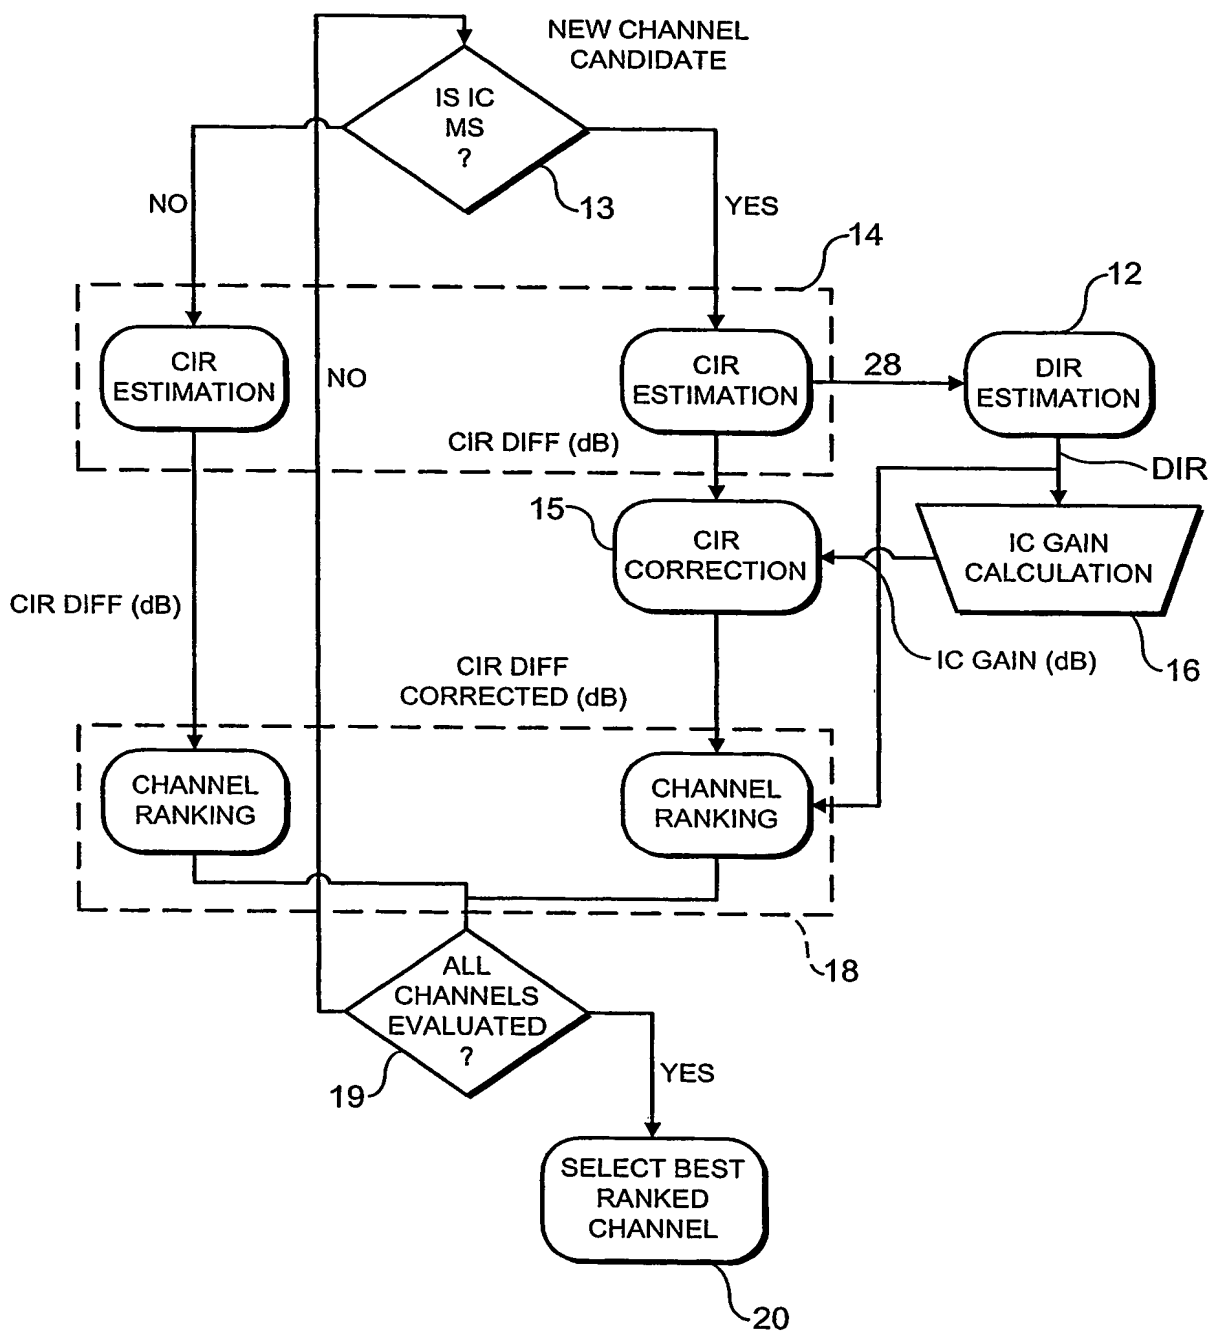 NEW CHANNEL
CANDIDATE
IS IC
MS
?
13
NO
YES
14
12
CIR
ESTIMATION
NO
CIR
ESTIMATION
28
DIR
ESTIMATION
CIR DIFF (dB)
DIR
15
CIR
CORRECTION
IC GAIN
CALCULATION
CIR DIFF (dB)
IC GAIN (dB)
16
CIR DIFF
CORRECTED (dB)
CHANNEL
RANKING
CHANNEL
RANKING
18
ALL
CHANNELS
EVALUATED
?
19
YES
SELECT BEST
RANKED
CHANNEL
20